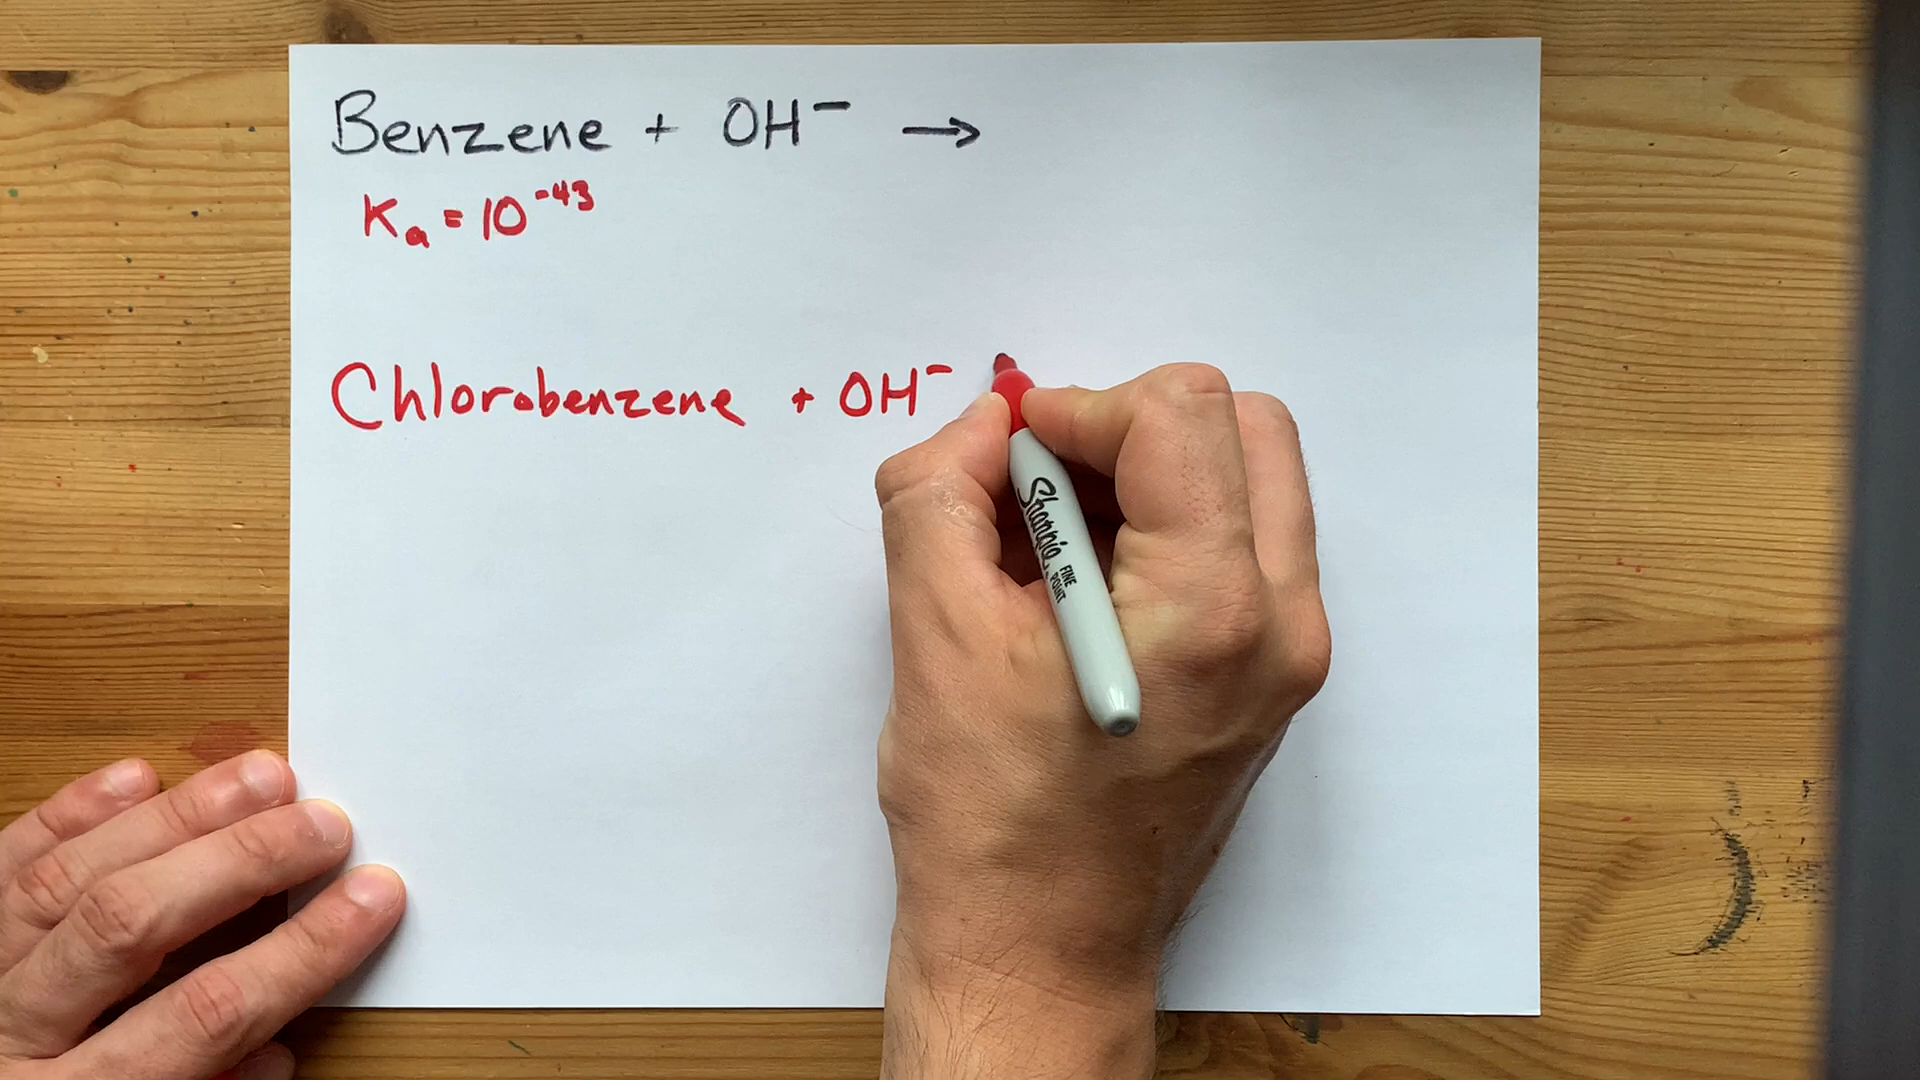 Benzene + OH⁻ →
Ka = 10⁻⁴³
Chlorobenzene + OH⁻
Sharpie FINE POINT